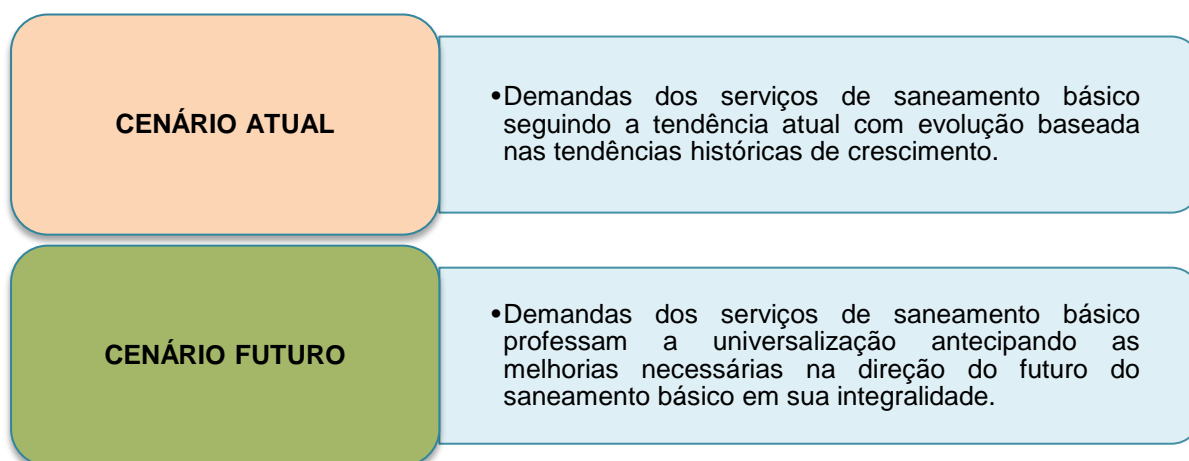 CENÁRIO ATUAL
•Demandas dos serviços de saneamento básico
seguindo a tendência atual com evolução baseada
nas tendências históricas de crescimento.
CENÁRIO FUTURO
•Demandas dos serviços de saneamento básico
professam a universalização antecipando as
melhorias necessárias na direção do futuro do
saneamento básico em sua integralidade.